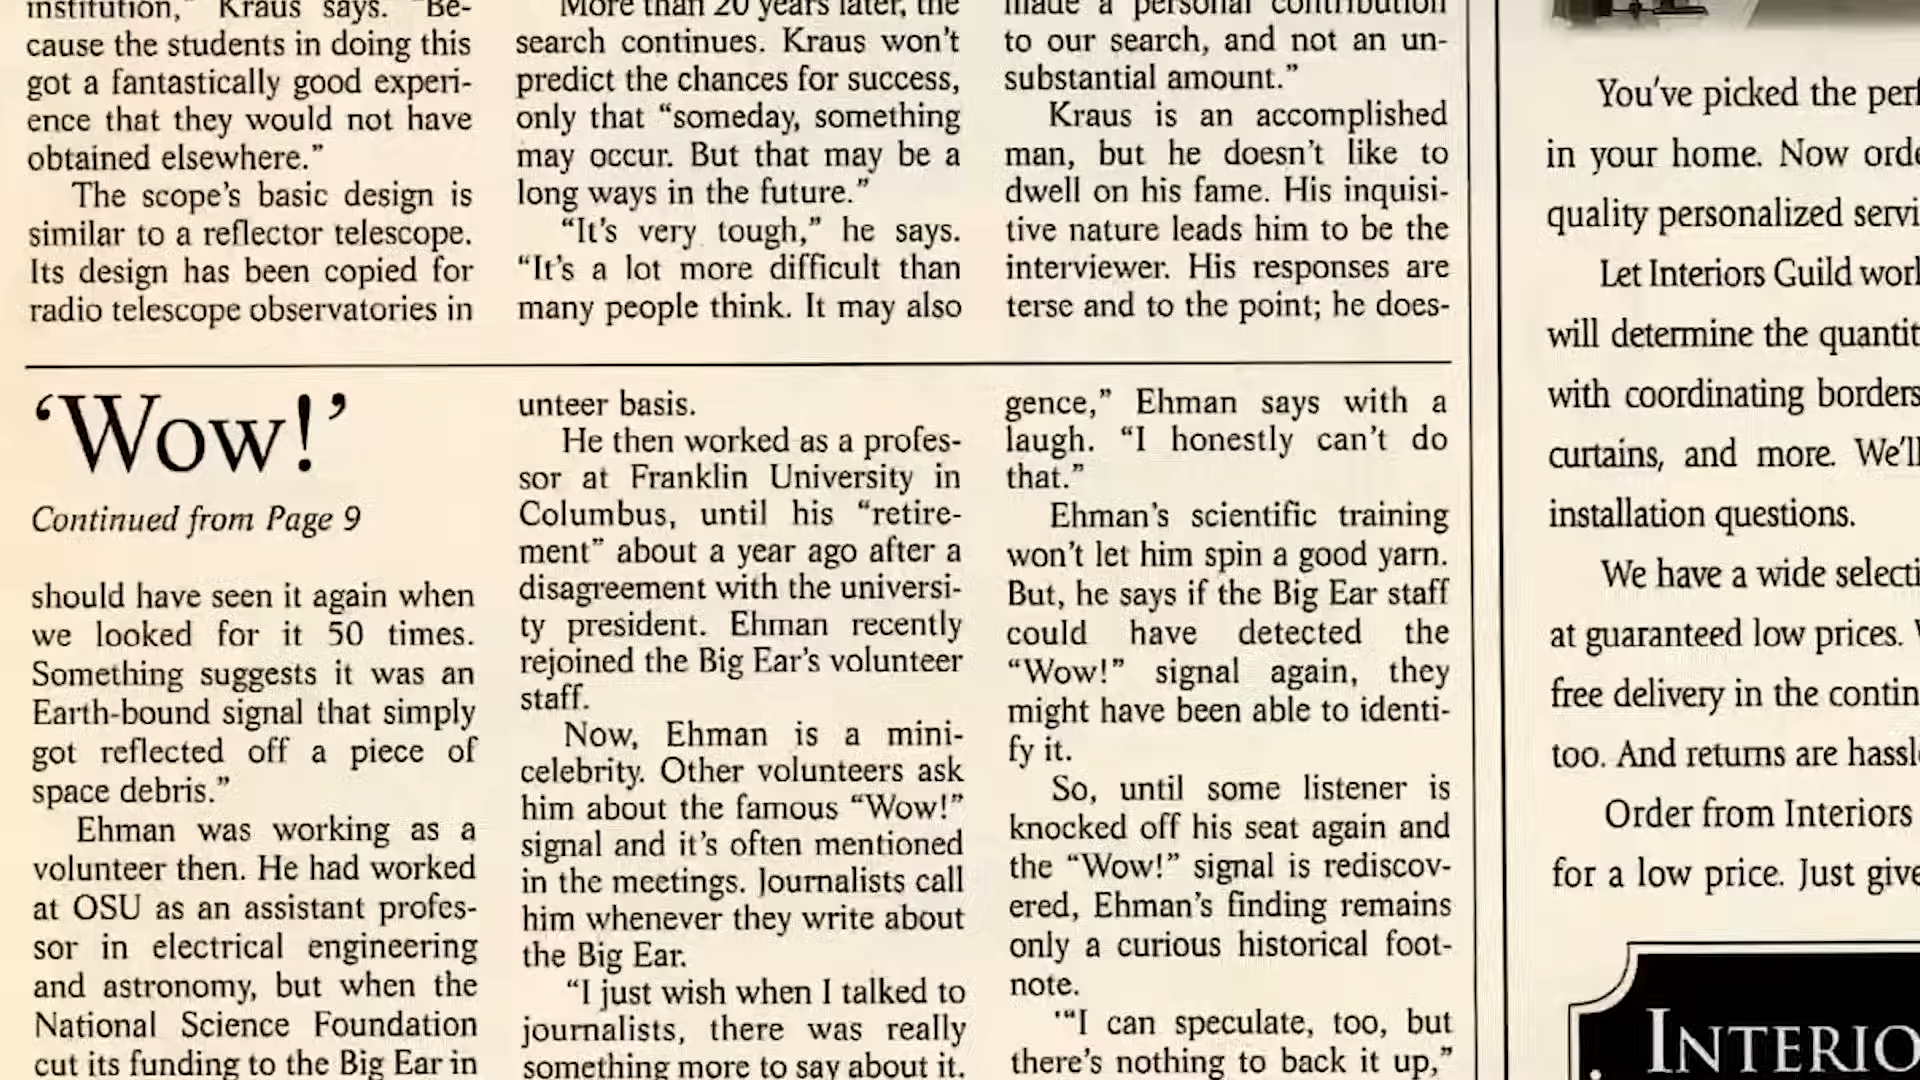 institution," Kraus says. "Be-
cause the students in doing this
got a fantastically good experi-
ence that they would not have
obtained elsewhere."
The scope's basic design is
similar to a reflector telescope.
Its design has been copied for
radio telescope observatories in
More than 20 years later, the
search continues. Kraus won't
predict the chances for success,
only that "someday, something
may occur. But that may be a
long ways in the future."
"It's very tough," he says.
"It's a lot more difficult than
many people think. It may also
made a personal contribution
to our search, and not an un-
substantial amount."
Kraus is an accomplished
man, but he doesn't like to
dwell on his fame. His inquisi-
tive nature leads him to be the
interviewer. His responses are
terse and to the point; he does-
'Wow!'
Continued from Page 9
should have seen it again when
we looked for it 50 times.
Something suggests it was an
Earth-bound signal that simply
got reflected off a piece of
space debris."
Ehman was working as a
volunteer then. He had worked
at OSU as an assistant profes-
sor in electrical engineering
and astronomy, but when the
National Science Foundation
cut its funding to the Big Ear in
unteer basis.
He then worked as a profes-
sor at Franklin University in
Columbus, until his "retire-
ment" about a year ago after a
disagreement with the universi-
ty president. Ehman recently
rejoined the Big Ear's volunteer
staff.
Now, Ehman is a mini-
celebrity. Other volunteers ask
him about the famous "Wow!"
signal and it's often mentioned
in the meetings. Journalists call
him whenever they write about
the Big Ear.
"I just wish when I talked to
journalists, there was really
something more to say about it.
gence," Ehman says with a
laugh. "I honestly can't do
that."
Ehman's scientific training
won't let him spin a good yarn.
But, he says if the Big Ear staff
could have detected the
"Wow!" signal again, they
might have been able to identi-
fy it.
So, until some listener is
knocked off his seat again and
the "Wow!" signal is rediscov-
ered, Ehman's finding remains
only a curious historical foot-
note.
'"I can speculate, too, but
there's nothing to back it up,"
You've picked the
in your home. Now
quality personalized
Let Interiors Guild
will determine the
with coordinating borders
curtains, and more. We'll
installation questions.
We have a wide
at guaranteed low prices.
free delivery in the
too. And returns are
Order from Interiors
for a low price. Just